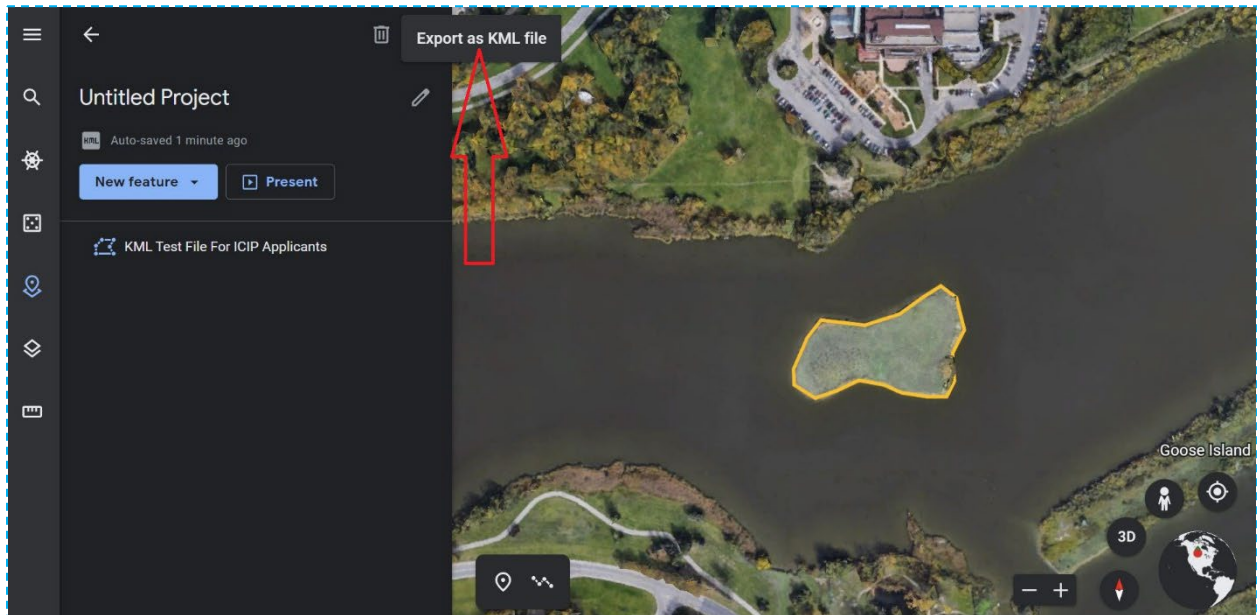 Export as KML file
Untitled Project
KML Auto-saved 1 minute ago
New feature Present
KML Test File For ICIP Applicants
Goose Island
3D